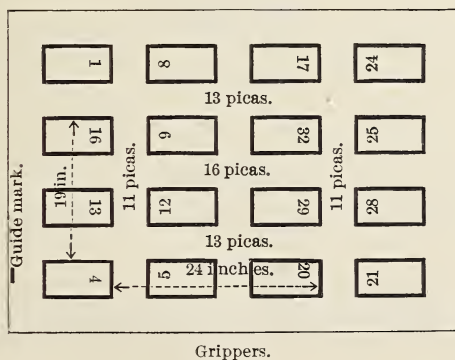 1 8 17 24
13 picas.
16 9 32 25
16 picas.
Guide mark.
19 in.
11 picas.
11 picas.
13 12 29 28
13 picas.
24 inches.
4 5 20 21
Grippers.